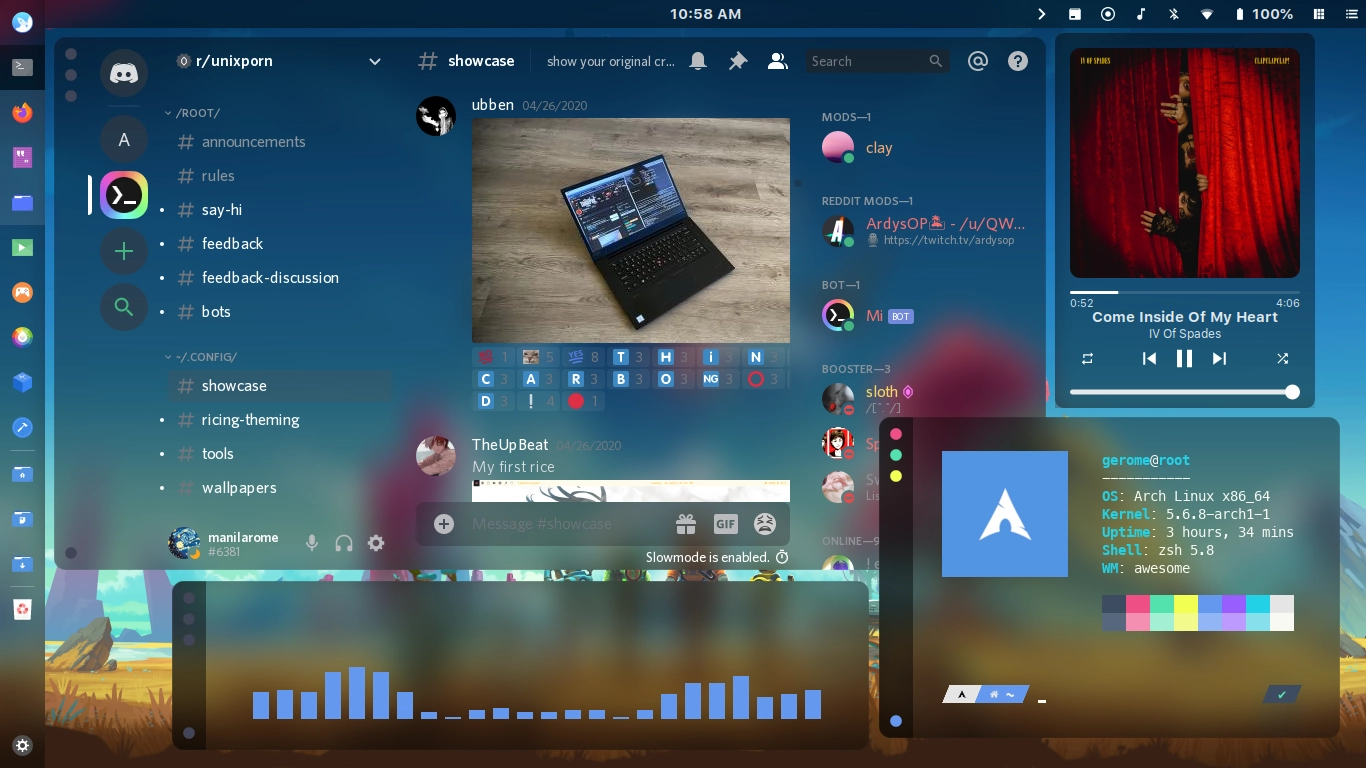 10:58 AM
100%
r/unixporn
/ROOT/
A
announcements
rules
say-hi
feedback
feedback-discussion
bots
~/.CONFIG/
showcase
ricing-theming
tools
wallpapers
manilarome
#6381
showcase
show your original cr...
Search
ubben 04/26/2020
1 5 YES 8 T 3 H 3 i 3 N 3
C 3 A 3 R 3 B 3 O 3 NG 3 3
D 3 4 1
TheUpBeat 04/26/2020
My first rice
Message #showcase
GIF
Slowmode is enabled.
MODS—1
clay
REDDIT MODS—1
ArdysOP🏝 - /u/QW...
https://twitch.tv/ardysop
BOT—1
Mi BOT
BOOSTER—3
sloth
/[ˆ.ˆ/]
ONLINE—9
IV OF SPADES
CLAPCLAPCLAP!
0:52
4:06
Come Inside Of My Heart
IV Of Spades
gerome@root
-----------
OS: Arch Linux x86_64
Kernel: 5.6.8-arch1-1
Uptime: 3 hours, 34 mins
Shell: zsh 5.8
WM: awesome
~